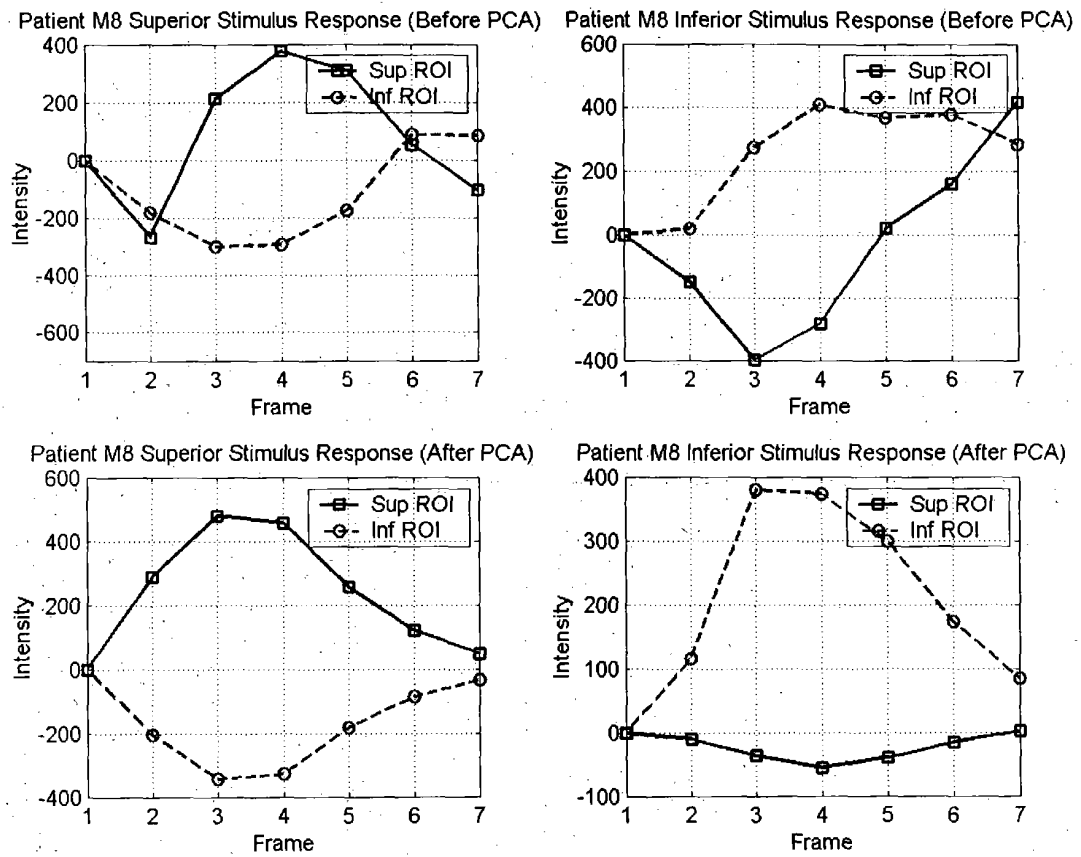 Patient M8 Superior Stimulus Response (Before PCA)
400
200
0
-200
-400
-600
Intensity
1 2 3 4 5 6 7
Frame
Sup ROI
Inf ROI
Patient M8 Inferior Stimulus Response (Before PCA)
600
400
200
0
-200
-400
Intensity
1 2 3 4 5 6 7
Frame
Sup ROI
Inf ROI
Patient M8 Superior Stimulus Response (After PCA)
600
400
200
0
-200
-400
Intensity
1 2 3 4 5 6 7
Frame
Sup ROI
Inf ROI
Patient M8 Inferior Stimulus Response (After PCA)
400
300
200
100
0
-100
Intensity
1 2 3 4 5 6 7
Frame
Sup ROI
Inf ROI